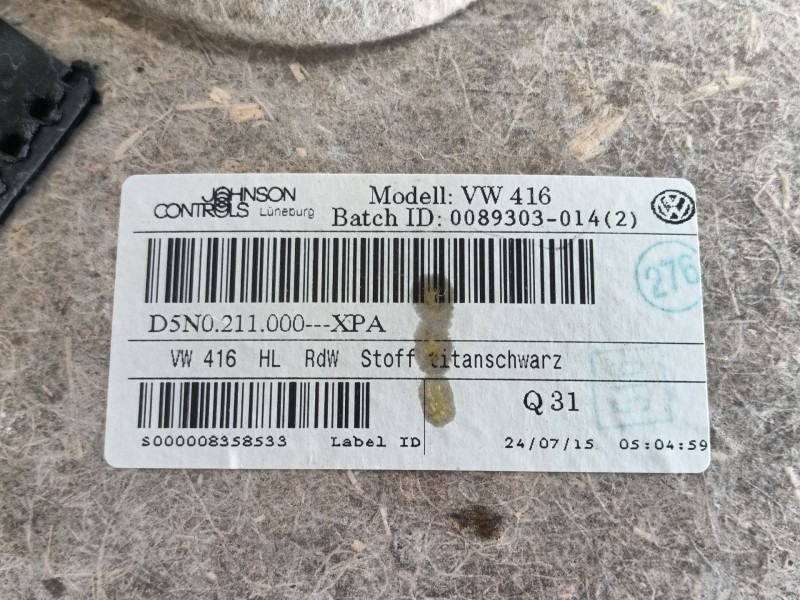 JOHNSON
CONTROLS Lüneburg
Modell: VW 416
Batch ID: 0089303-014(2)
276
D5N0.211.000---XPA
VW 416 HL RdW Stoff titanschwarz
Q 31
S000008358533 Label ID 24/07/15 05:04:59